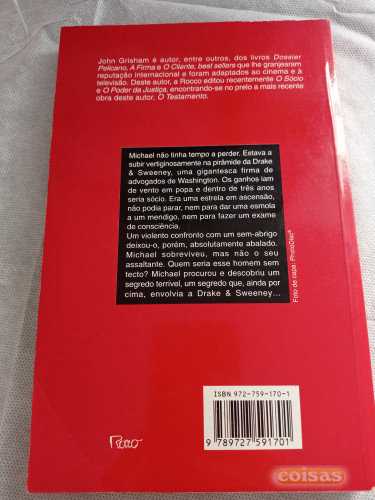 John Grisham é autor, entre outros, dos livros Dossier
Pelicano, A Firma e O Cliente, best sellers que lhe granjearam
reputação internacional e foram adaptados ao cinema e à
televisão. Deste autor, a Rocco editou recentemente O Sócio
e O Poder da Justiça, encontrando-se no prelo a mais recente
obra deste autor, O Testamento.
Michael não tinha tempo a perder. Estava a
subir vertiginosamente na pirâmide da Drake
& Sweeney, uma gigantesca firma de
advogados de Washington. Os ganhos iam
de vento em popa e dentro de três anos
seria sócio. Era uma estrela em ascensão,
não podia parar, nem para dar uma esmola
a um mendigo, nem para fazer um exame
de consciência.
Um violento confronto com um sem-abrigo
deixou-o, porém, absolutamente abalado.
Michael sobreviveu, mas não o seu
assaltante. Quem seria esse homem sem
tecto? Michael procurou e descobriu um
segredo terrível, um segredo que, ainda por
cima, envolvia a Drake & Sweeney...
Foto de capa: PhotoDisc®
ISBN 972-759-170-1
9 789727 591701
Rocco
coisas